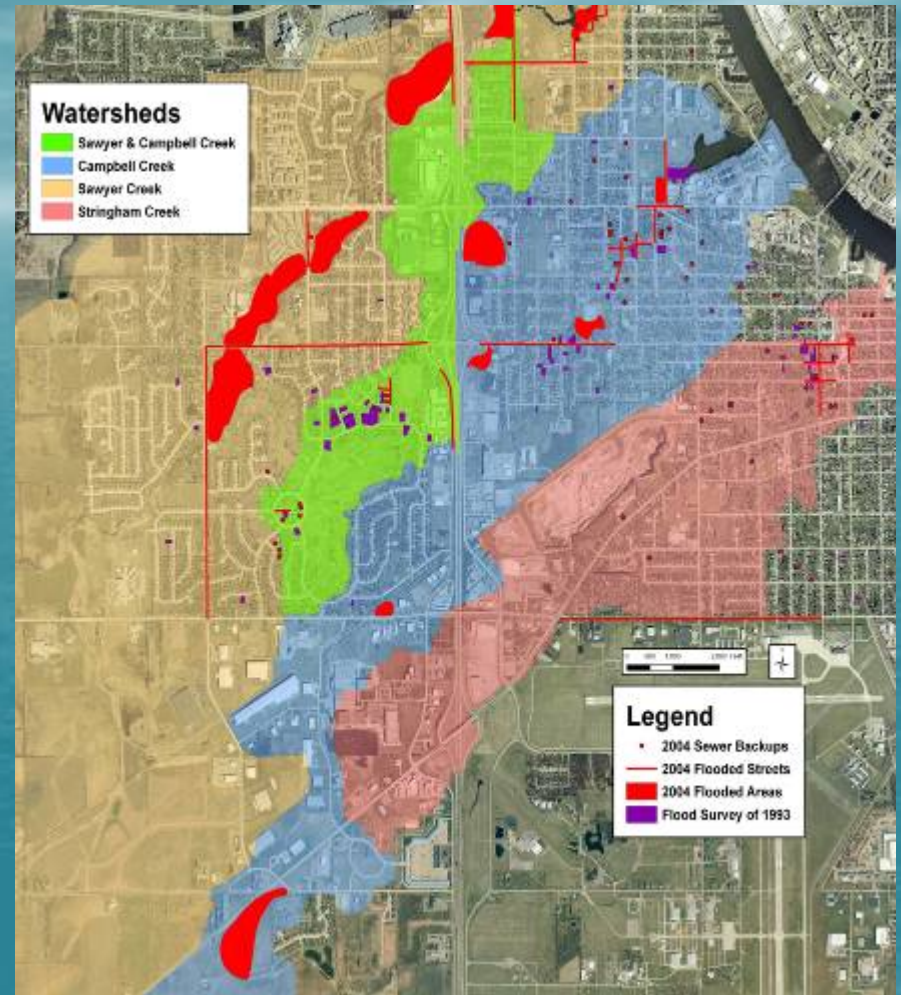 Watersheds
Sawyer & Campbell Creek
Campbell Creek
Sawyer Creek
Stringham Creek
Legend
2004 Sewer Backups
2004 Flooded Streets
2004 Flooded Areas
Flood Survey of 1993